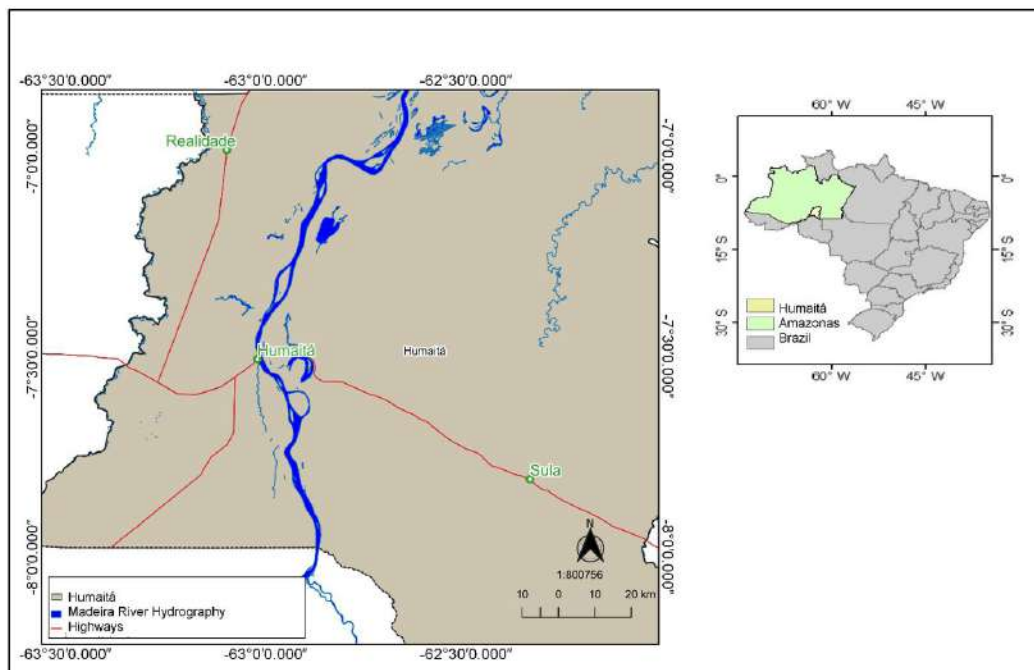 -63°30'0.000" -63°0'0.000" -62°30'0.000"
Realidade
-7°0'0.000" -7°0'0.000"
Humaitá
Humaitá
-7°30'0.000" -7°30'0.000"
Sula
-8°0'0.000" -8°0'0.000"
N
1:800756
10 0 10 20 km
Humaitá
Madeira River Hydrography
Highways
-63°30'0.000" -63°0'0.000" -62°30'0.000"
60° W 45° W
0° 0°
15°S 15°S
30°S 30°S
Humaitá
Amazonas
Brazil
60° W 45° W